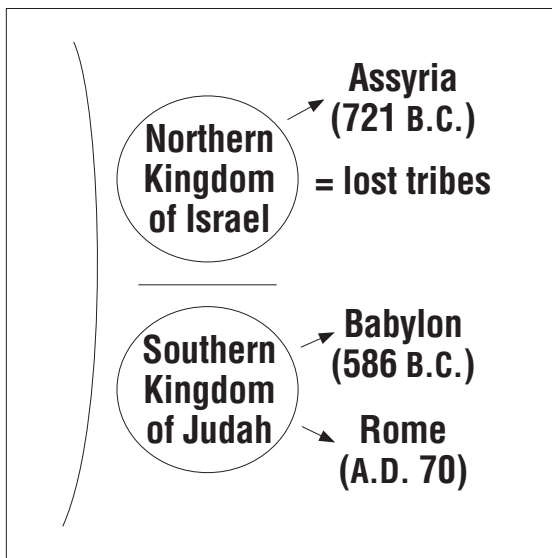 Assyria
(721 B.C.)
Northern
Kingdom
of Israel
= lost tribes
Babylon
(586 B.C.)
Southern
Kingdom
of Judah
Rome
(A.D. 70)